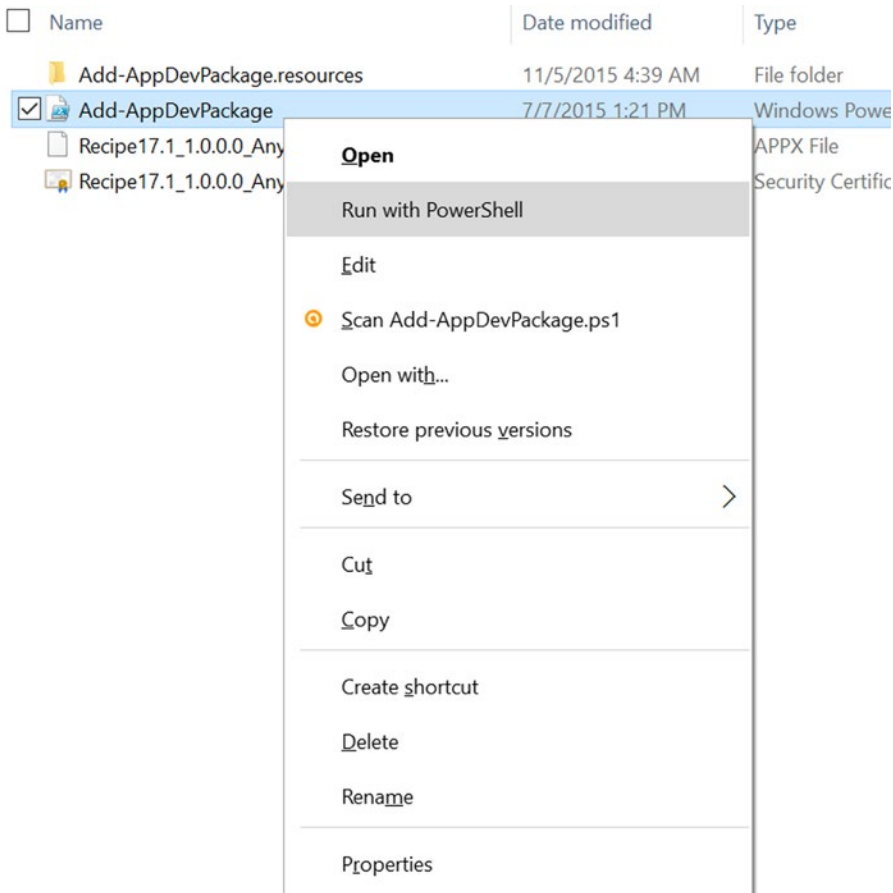 Name Date modified Type
Add-AppDevPackage.resources 11/5/2015 4:39 AM File folder
Add-AppDevPackage 7/7/2015 1:21 PM Windows Powe
Recipe17.1_1.0.0.0_Any APPX File
Recipe17.1_1.0.0.0_Any Security Certific
Open
Run with PowerShell
Edit
Scan Add-AppDevPackage.ps1
Open with...
Restore previous versions
Send to
Cut
Copy
Create shortcut
Delete
Rename
Properties